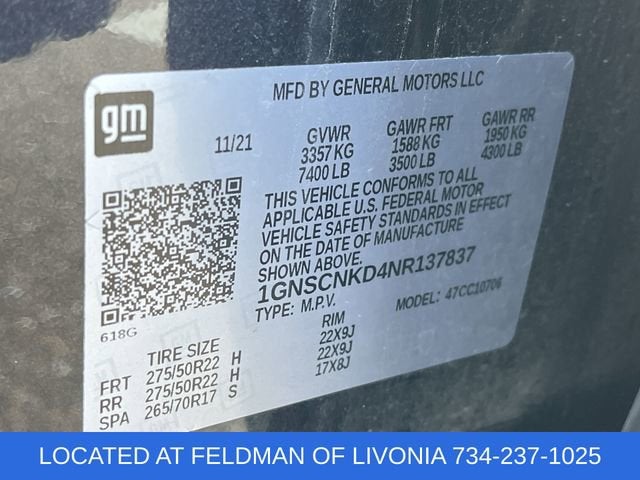 gm
MFD BY GENERAL MOTORS LLC
11/21
GVWR
3357 KG
7400 LB
GAWR FRT
1588 KG
3500 LB
GAWR RR
1950 KG
4300 LB
THIS VEHICLE CONFORMS TO ALL
APPLICABLE U.S. FEDERAL MOTOR
VEHICLE SAFETY STANDARDS IN EFFECT
ON THE DATE OF MANUFACTURE
SHOWN ABOVE.
1GNSCNKD4NR137837
TYPE: M.P.V. MODEL: 47CC10706
618G
TIRE SIZE RIM
FRT 275/50R22 H 22X9J
RR 275/50R22 H 22X9J
SPA 265/70R17 S 17X8J
LOCATED AT FELDMAN OF LIVONIA 734-237-1025